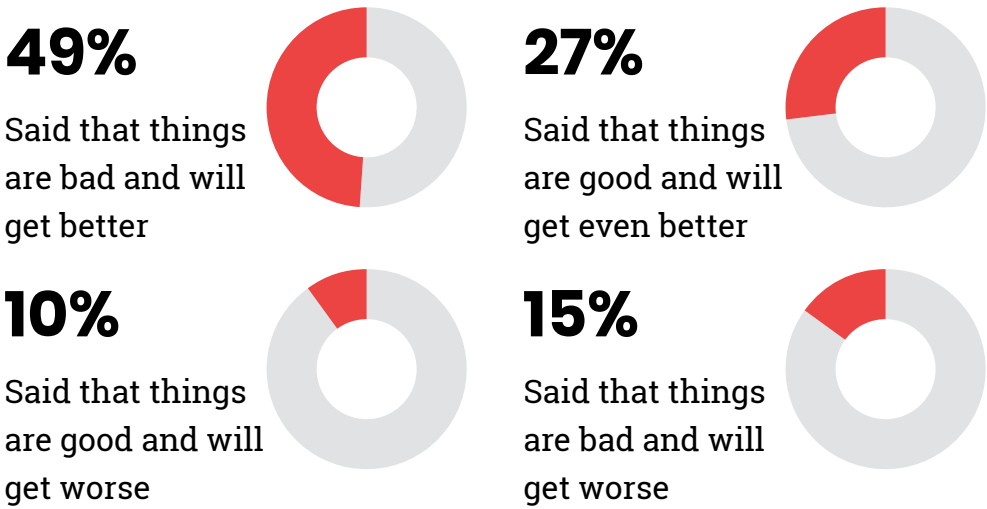 49%
Said that things
are bad and will
get better
27%
Said that things
are good and will
get even better
10%
Said that things
are good and will
get worse
15%
Said that things
are bad and will
get worse